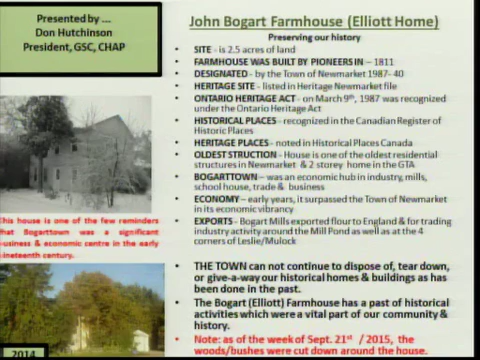 Presented by ...
Don Hutchinson
President, GSC, CHAP
John Bogart Farmhouse (Elliott Home)
Preserving our history
• SITE - is 2.5 acres of land
• FARMHOUSE WAS BUILT BY PIONEERS IN – 1811
• DESIGNATED - by the Town of Newmarket 1987- 40
• HERITAGE SITE - listed in Heritage Newmarket file
• ONTARIO HERITAGE ACT - on March 9th, 1987 was recognized
under the Ontario Heritage Act
• HISTORICAL PLACES - recognized in the Canadian Register of
Historic Places
• HERITAGE PLACES - noted in Historical Places Canada
• OLDEST STRUCTION - House is one of the oldest residential
structures in Newmarket & 2 storey home in the GTA
• BOGARTTOWN – was an economic hub in industry, mills,
school house, trade & business
• ECONOMY – early years, it surpassed the Town of Newmarket
in its economic vibrancy
• EXPORTS - Bogart Mills exported flour to England & for trading
industry activity around the Mill Pond as well as at the 4
corners of Leslie/Mulock
• THE TOWN can not continue to dispose of, tear down,
or give-a-way our historical homes & buildings as has
been done in the past.
• The Bogart (Elliott) Farmhouse has a past of historical
activities which were a vital part of our community &
history.
• Note: as of the week of Sept. 21st / 2015, the
woods/bushes were cut down around the house.
This house is one of the few reminders
that Bogarttown was a significant
business & economic centre in the early
nineteenth century.
2014